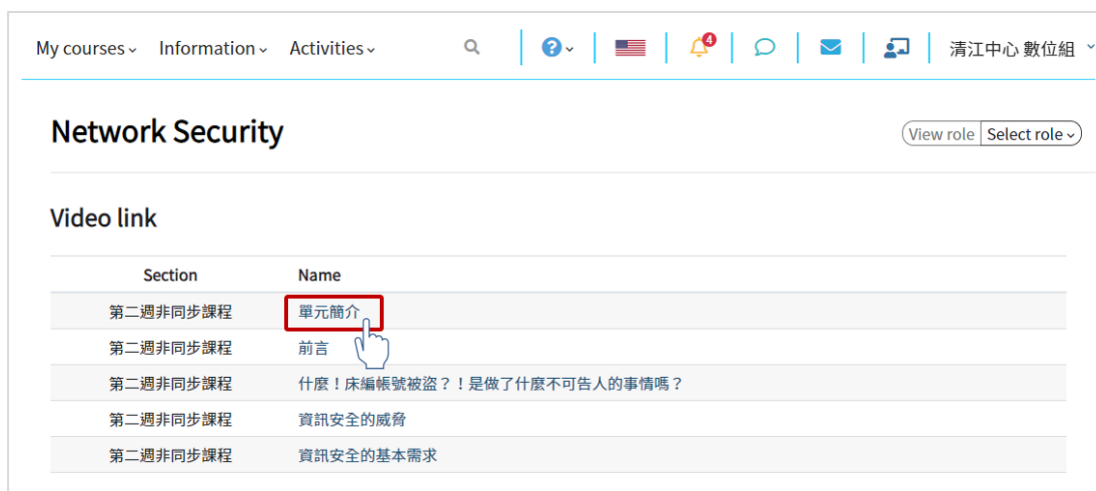 My courses Information Activities 4 清江中心 數位組
Network Security View role Select role
Video link
Section Name
第二週非同步課程 單元簡介
第二週非同步課程 前言
第二週非同步課程 什麼！床編帳號被盜？！是做了什麼不可告人的事情嗎？
第二週非同步課程 資訊安全的威脅
第二週非同步課程 資訊安全的基本需求